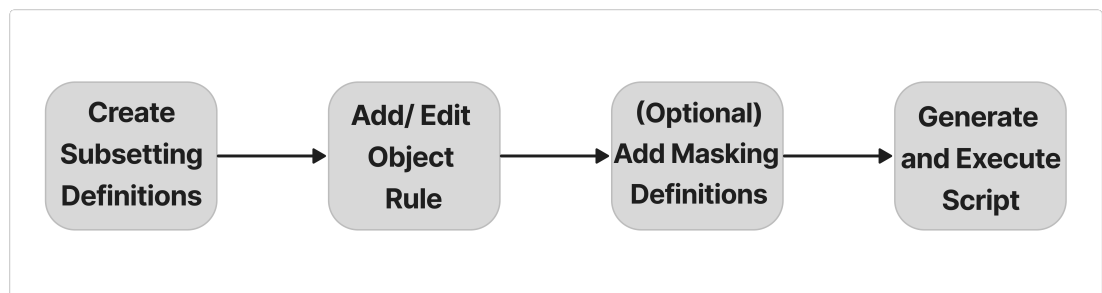 Create
Subsetting
Definitions
Add/ Edit
Object
Rule
(Optional)
Add Masking
Definitions
Generate
and Execute
Script